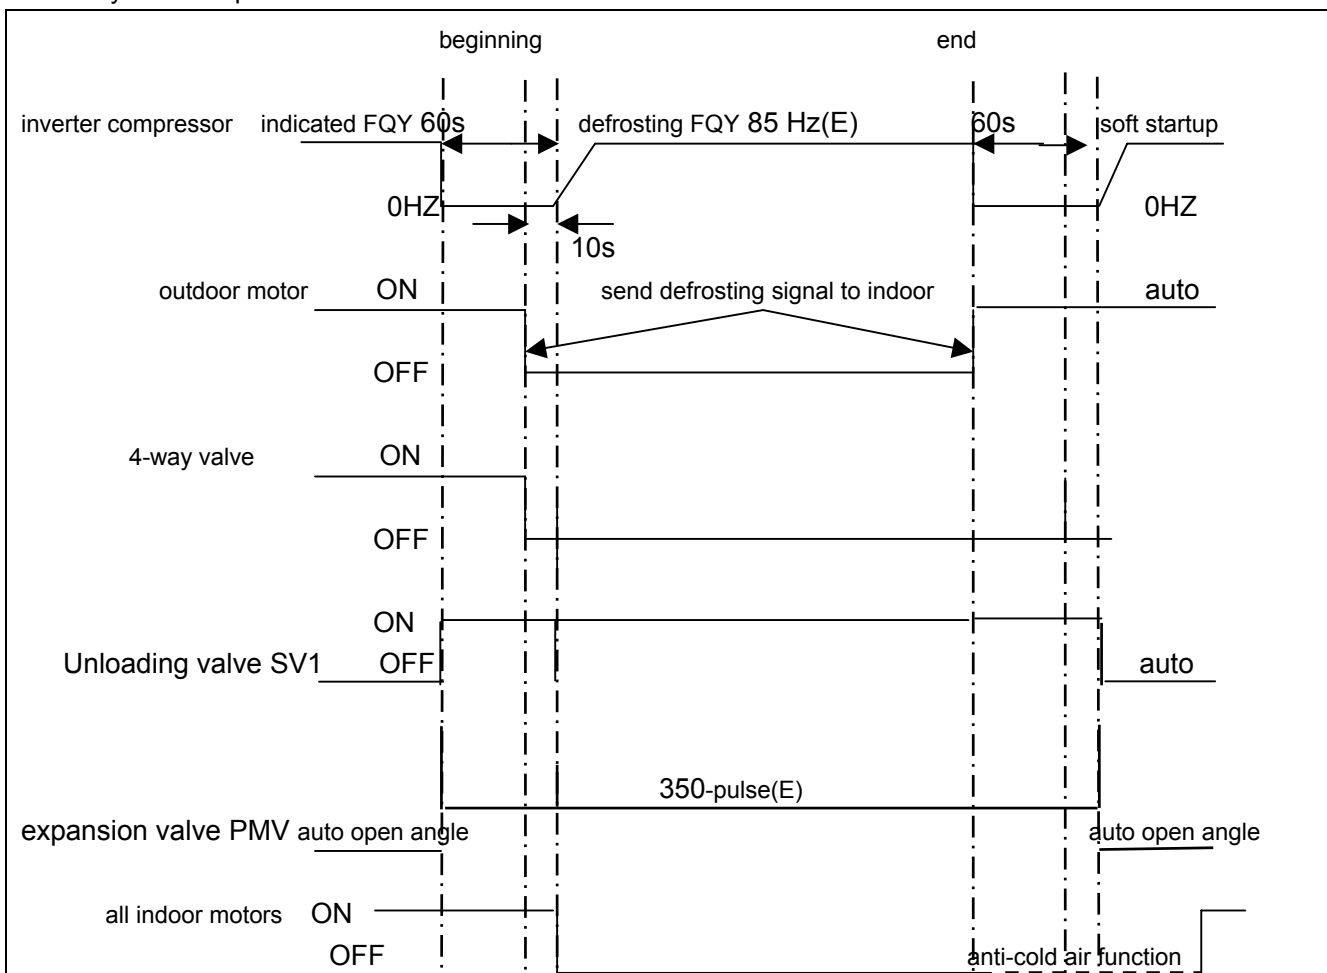 beginning end
inverter compressor indicated FQY 60s defrosting FQY 85 Hz(E) 60s soft startup
0HZ 0HZ
10s
outdoor motor ON send defrosting signal to indoor auto
OFF
4-way valve ON
OFF
ON
Unloading valve SV1 OFF auto
350-pulse(E)
expansion valve PMV auto open angle auto open angle
all indoor motors ON
OFF anti-cold air function